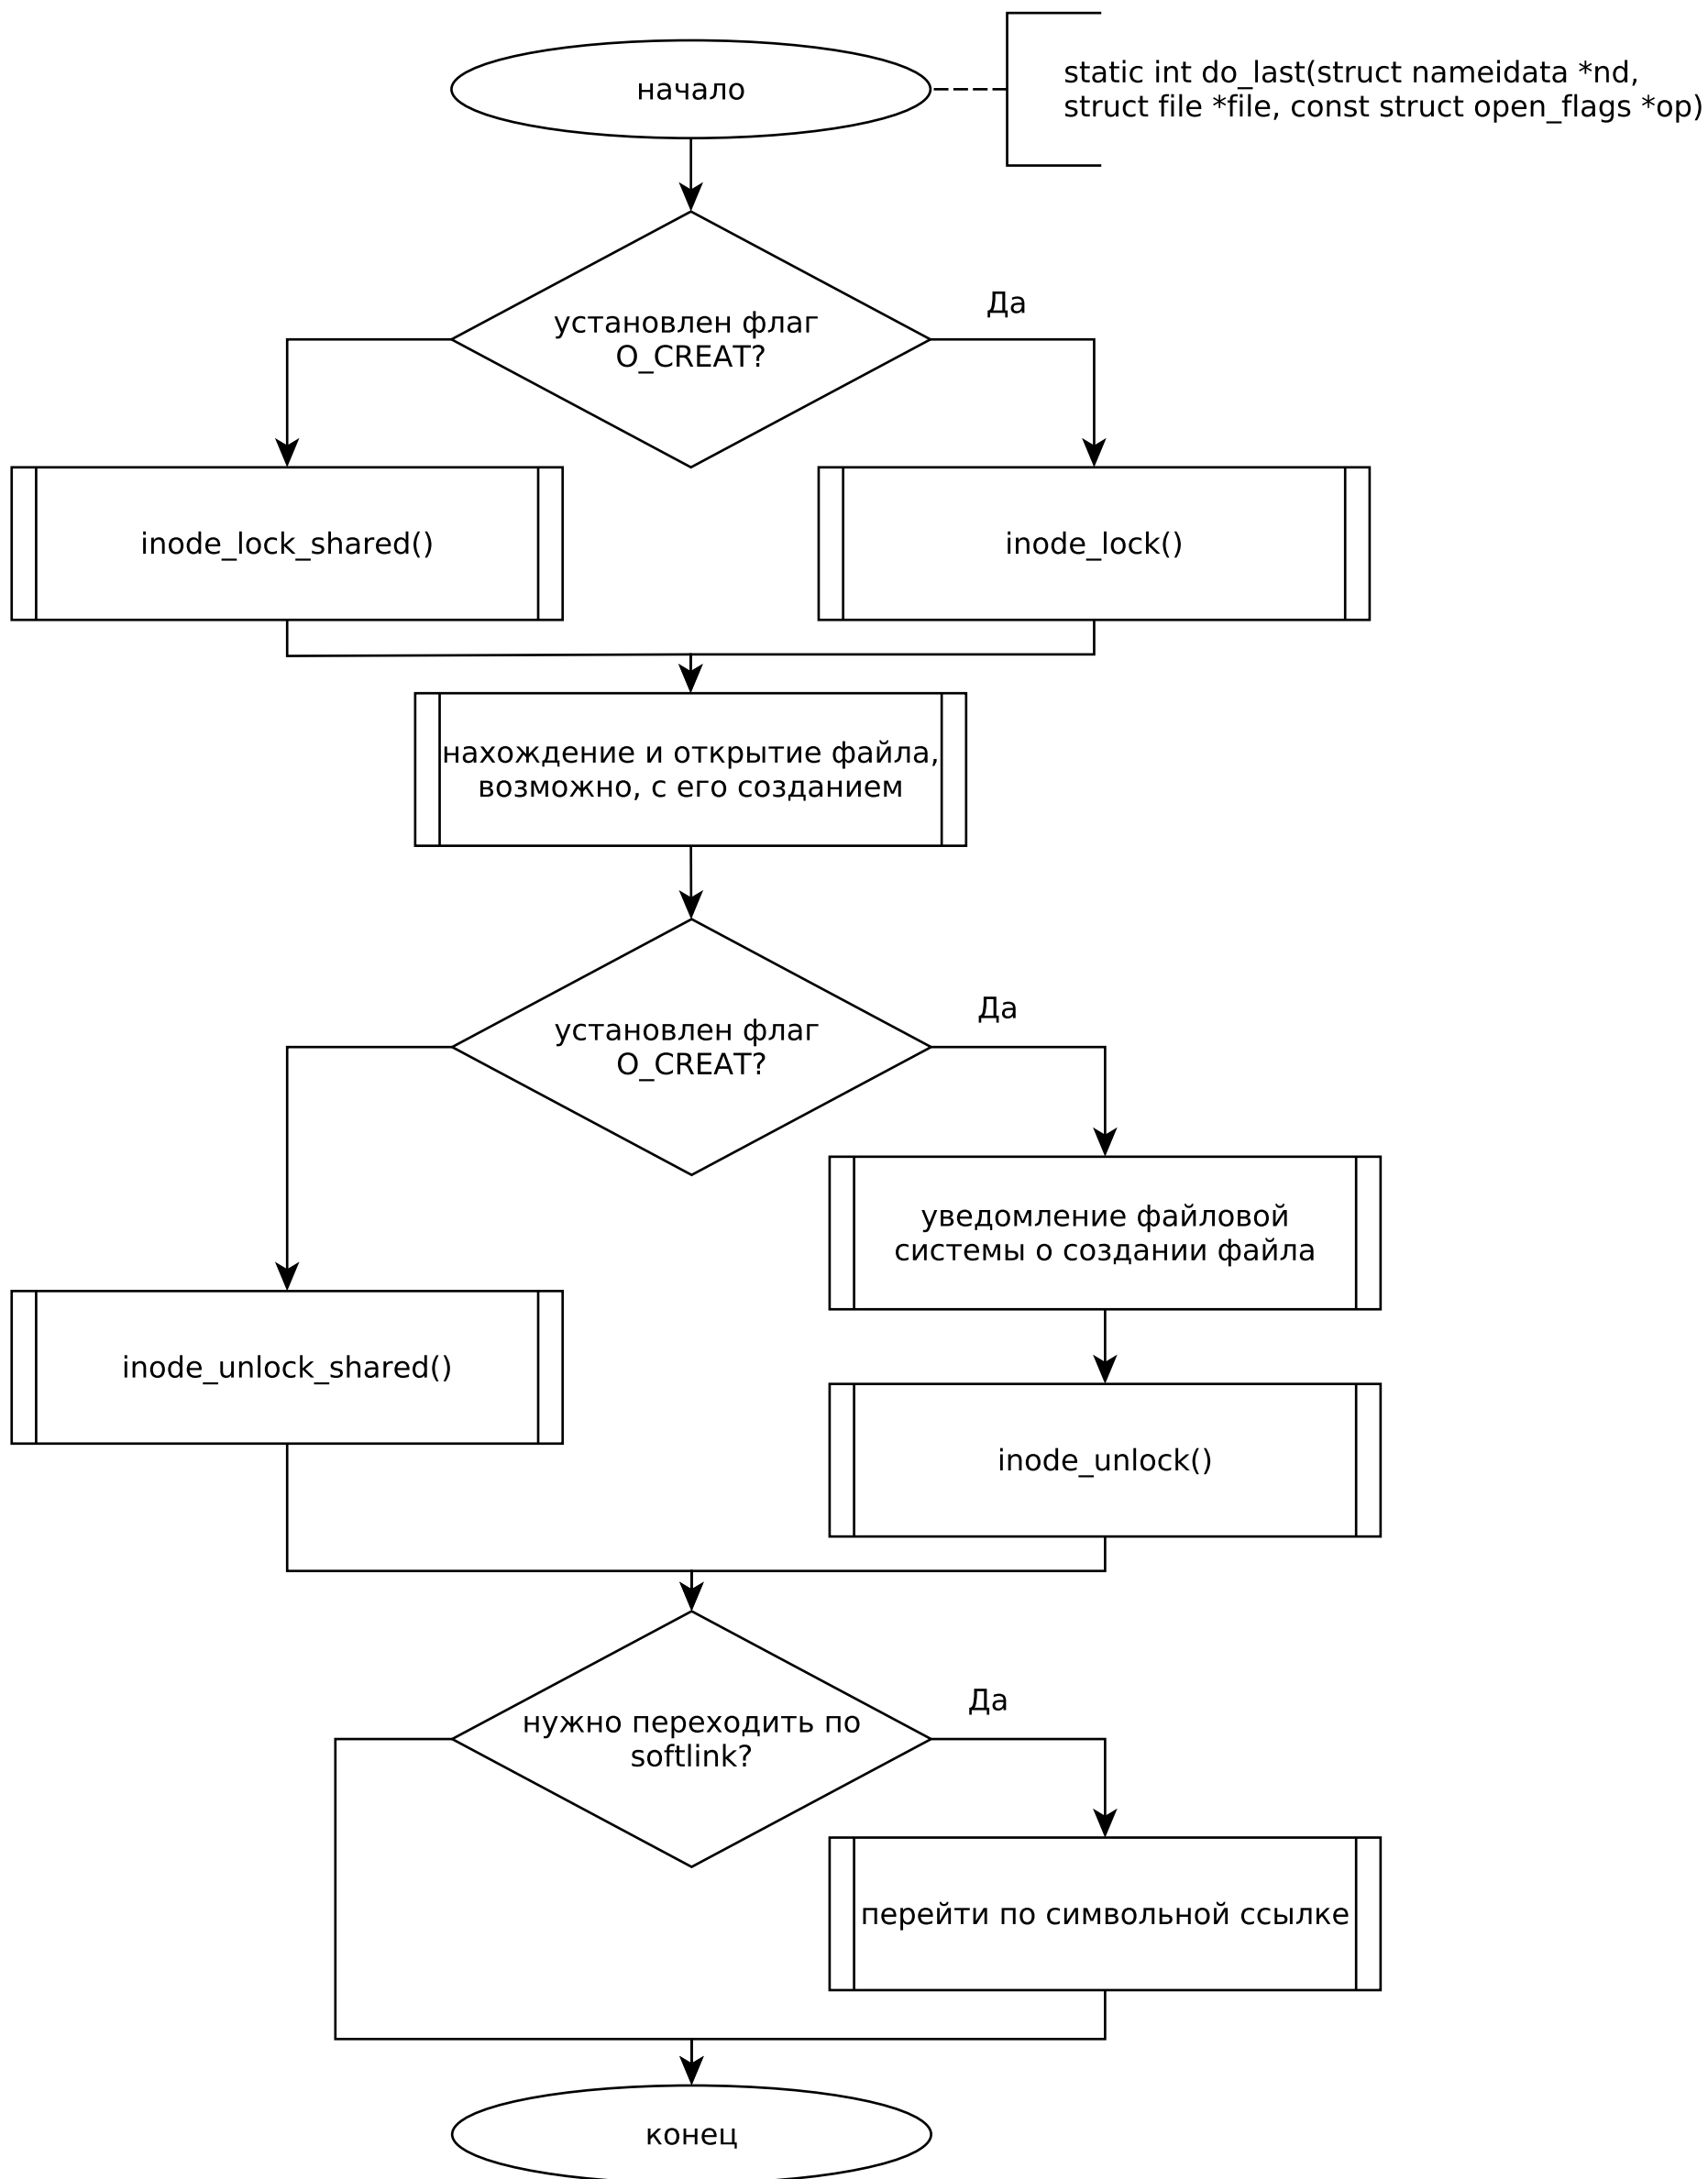 начало
static int do_last(struct nameidata *nd,
struct file *file, const struct open_flags *op)
установлен флаг
O_CREAT?
Да
inode_lock_shared()
inode_lock()
нахождение и открытие файла,
возможно, с его созданием
установлен флаг
O_CREAT?
Да
уведомление файловой
системы о создании файла
inode_unlock_shared()
inode_unlock()
нужно переходить по
softlink?
Да
перейти по символьной ссылке
конец